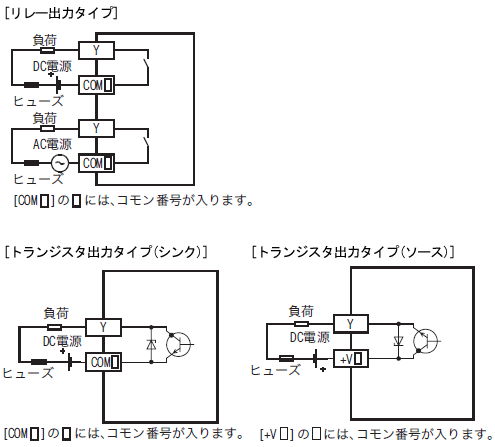 [リレー出力タイプ]
負荷
Y
DC電源
+
COM□
ヒューズ
負荷
Y
AC電源
COM□
ヒューズ
[COM□]の□には、コモン番号が入ります。
[トランジスタ出力タイプ(シンク)]
負荷
Y
DC電源
+
COM□
ヒューズ
[COM□]の□には、コモン番号が入ります。
[トランジスタ出力タイプ(ソース)]
負荷
Y
DC電源
+V□
ヒューズ
+
[+V□]の□には、コモン番号が入ります。